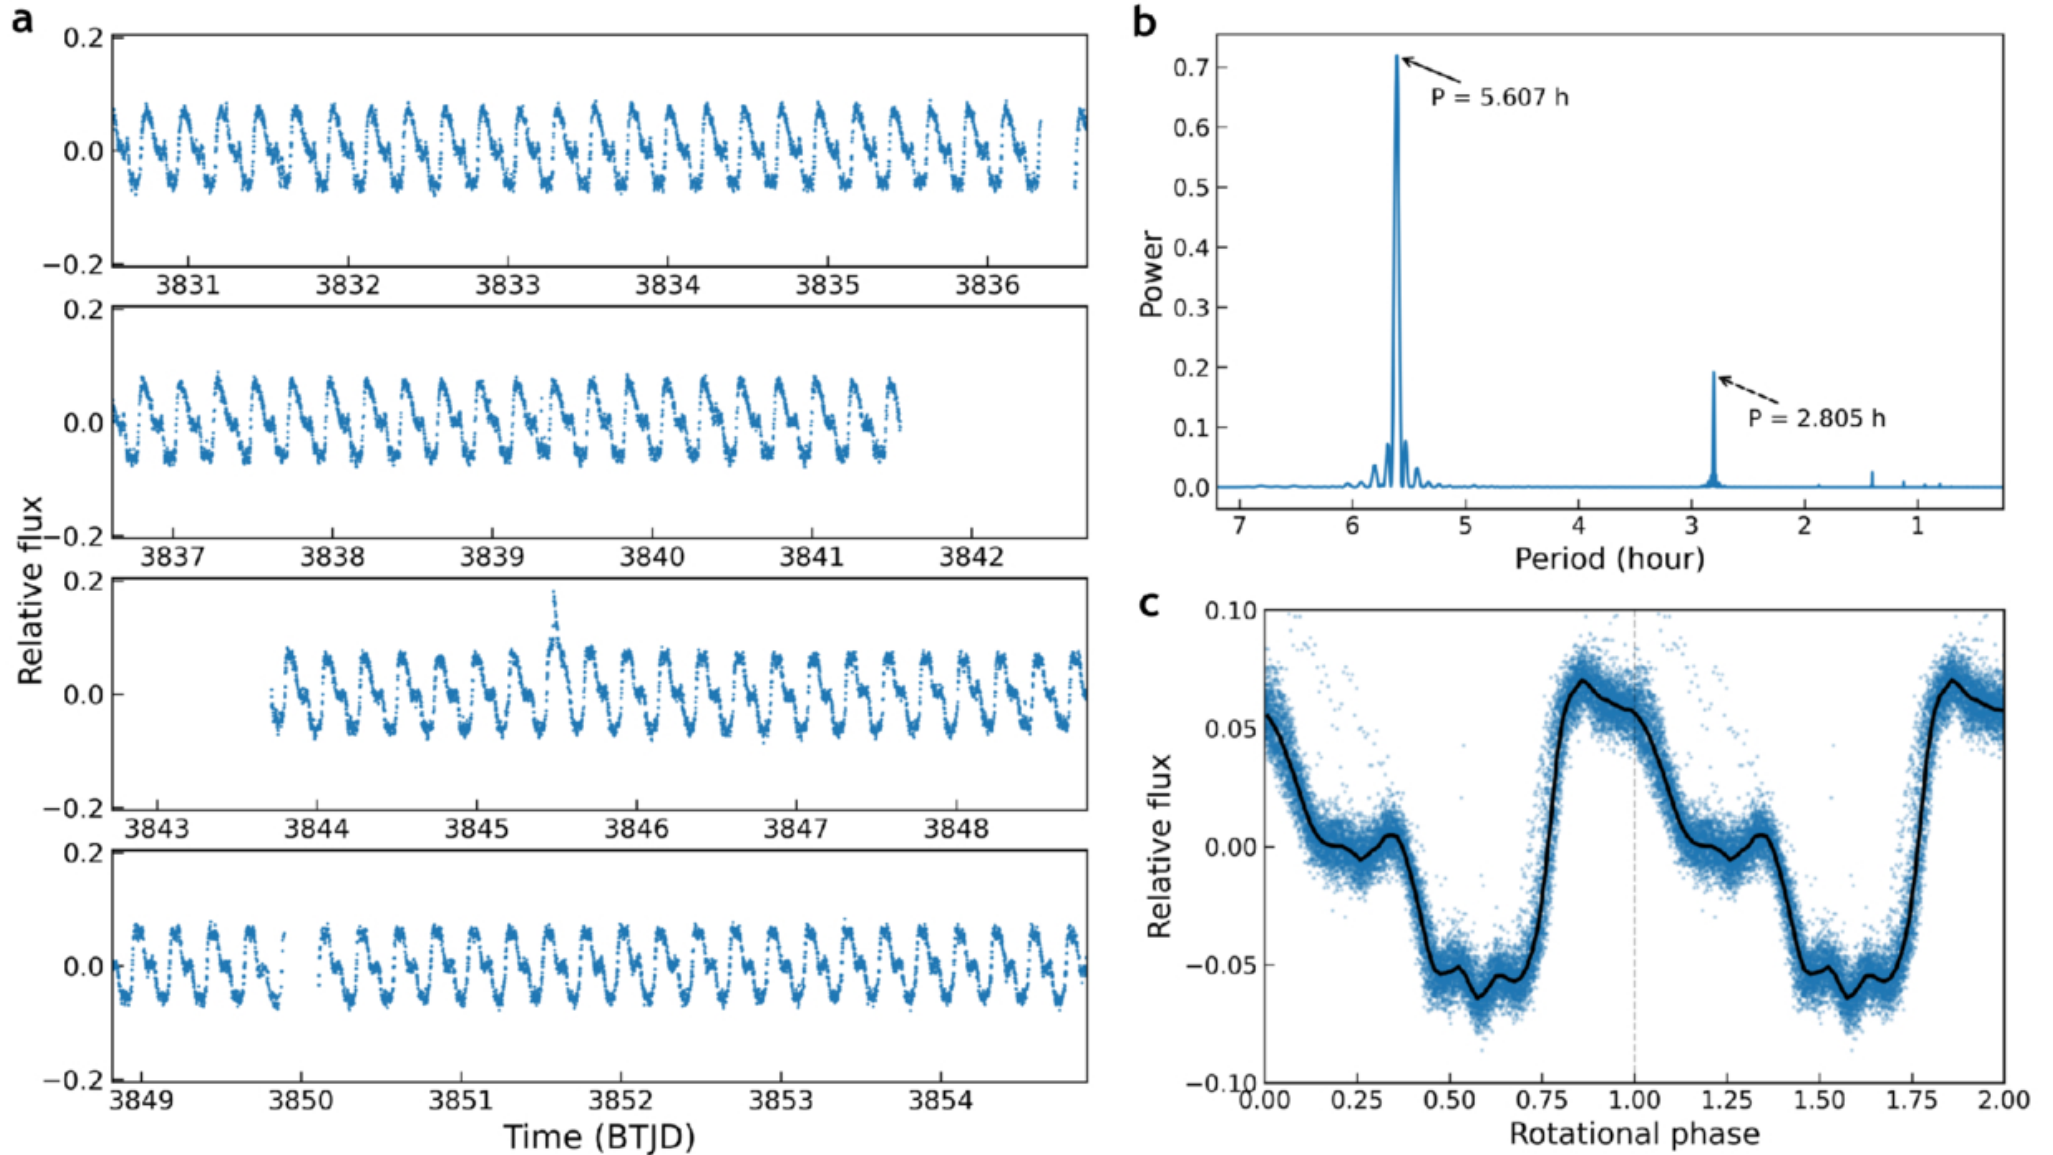 a
Relative flux
0.2
0.0
−0.2
3831 3832 3833 3834 3835 3836
0.2
0.0
−0.2
3837 3838 3839 3840 3841 3842
0.2
0.0
−0.2
3843 3844 3845 3846 3847 3848
0.2
0.0
−0.2
3849 3850 3851 3852 3853 3854
Time (BTJD)
b
Power
0.7
0.6
0.5
0.4
0.3
0.2
0.1
0.0
P = 5.607 h
P = 2.805 h
7 6 5 4 3 2 1
Period (hour)
c
Relative flux
0.10
0.05
0.00
−0.05
−0.10
0.00 0.25 0.50 0.75 1.00 1.25 1.50 1.75 2.00
Rotational phase